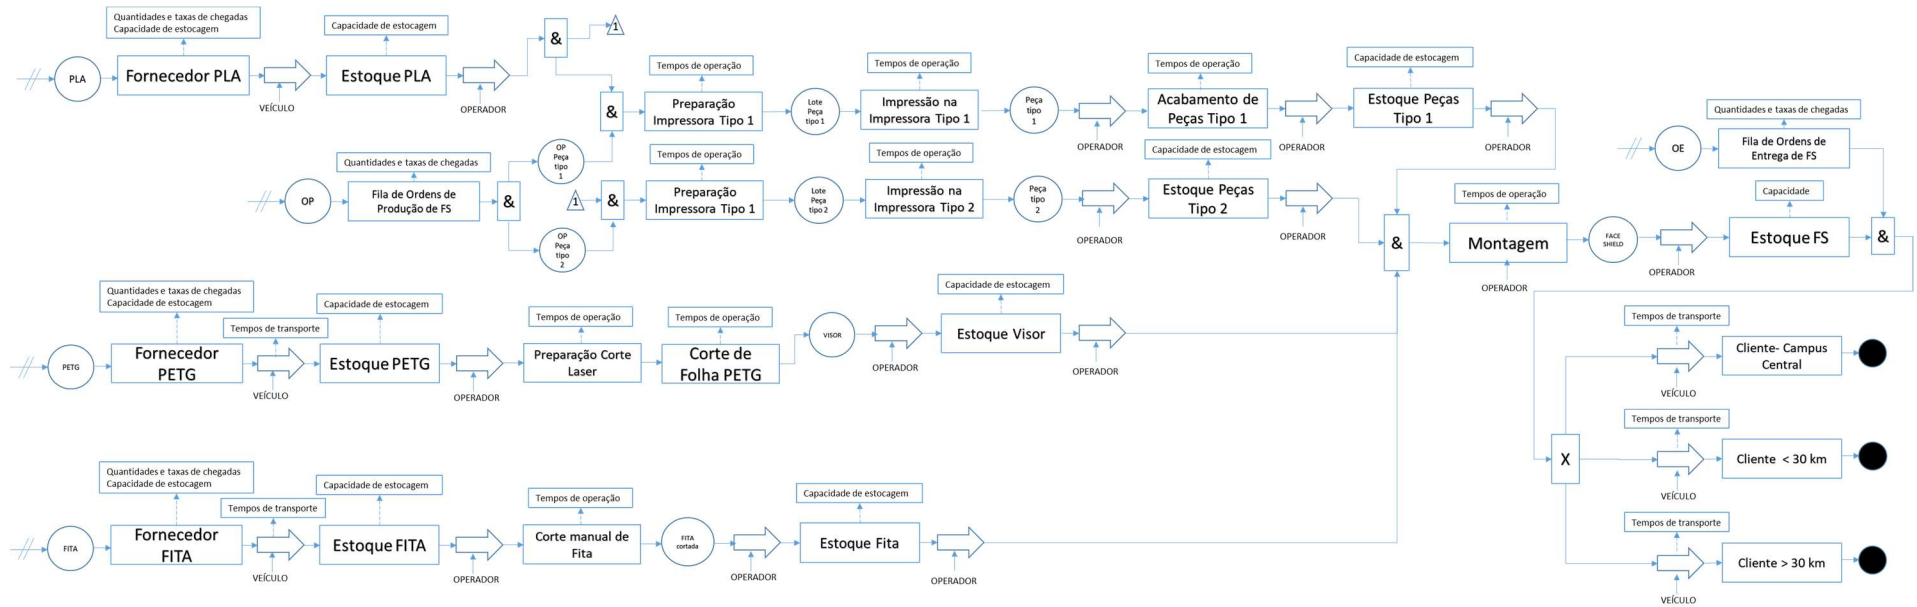 Quantidades e taxas de chegadas
Capacidade de estocagem
PLA
Fornecedor PLA
VEÍCULO
Capacidade de estocagem
Estoque PLA
OPERADOR
&
1
&
Tempos de operação
Preparação
Impressora Tipo 1
Lote
Peça
tipo 1
Tempos de operação
Impressão na
Impressora Tipo 1
Peça
tipo
1
OPERADOR
Tempos de operação
Acabamento de
Peças Tipo 1
OPERADOR
Capacidade de estocagem
Estoque Peças
Tipo 1
OPERADOR
OP
Quantidades e taxas de chegadas
Fila de Ordens de
Produção de FS
&
OP
Peça
tipo
1
OP
Peça
tipo
2
1
&
Tempos de operação
Preparação
Impressora Tipo 1
Lote
Peça
tipo 2
Tempos de operação
Impressão na
Impressora Tipo 2
Peça
tipo
2
OPERADOR
Capacidade de estocagem
Estoque Peças
Tipo 2
OPERADOR
&
Tempos de operação
Montagem
OPERADOR
FACE
SHIELD
OPERADOR
Capacidade
Estoque FS
OE
Quantidades e taxas de chegadas
Fila de Ordens de
Entrega de FS
&
PETG
Quantidades e taxas de chegadas
Capacidade de estocagem
Fornecedor
PETG
Tempos de transporte
VEÍCULO
Capacidade de estocagem
Estoque PETG
OPERADOR
Tempos de operação
Preparação Corte
Laser
Tempos de operação
Corte de
Folha PETG
VISOR
OPERADOR
Capacidade de estocagem
Estoque Visor
OPERADOR
FITA
Quantidades e taxas de chegadas
Capacidade de estocagem
Fornecedor
FITA
Tempos de transporte
VEÍCULO
Capacidade de estocagem
Estoque FITA
OPERADOR
Tempos de operação
Corte manual de
Fita
FITA
cortada
OPERADOR
Capacidade de estocagem
Estoque Fita
OPERADOR
X
Tempos de transporte
VEÍCULO
Cliente- Campus
Central
Tempos de transporte
VEÍCULO
Cliente < 30 km
Tempos de transporte
VEÍCULO
Cliente > 30 km